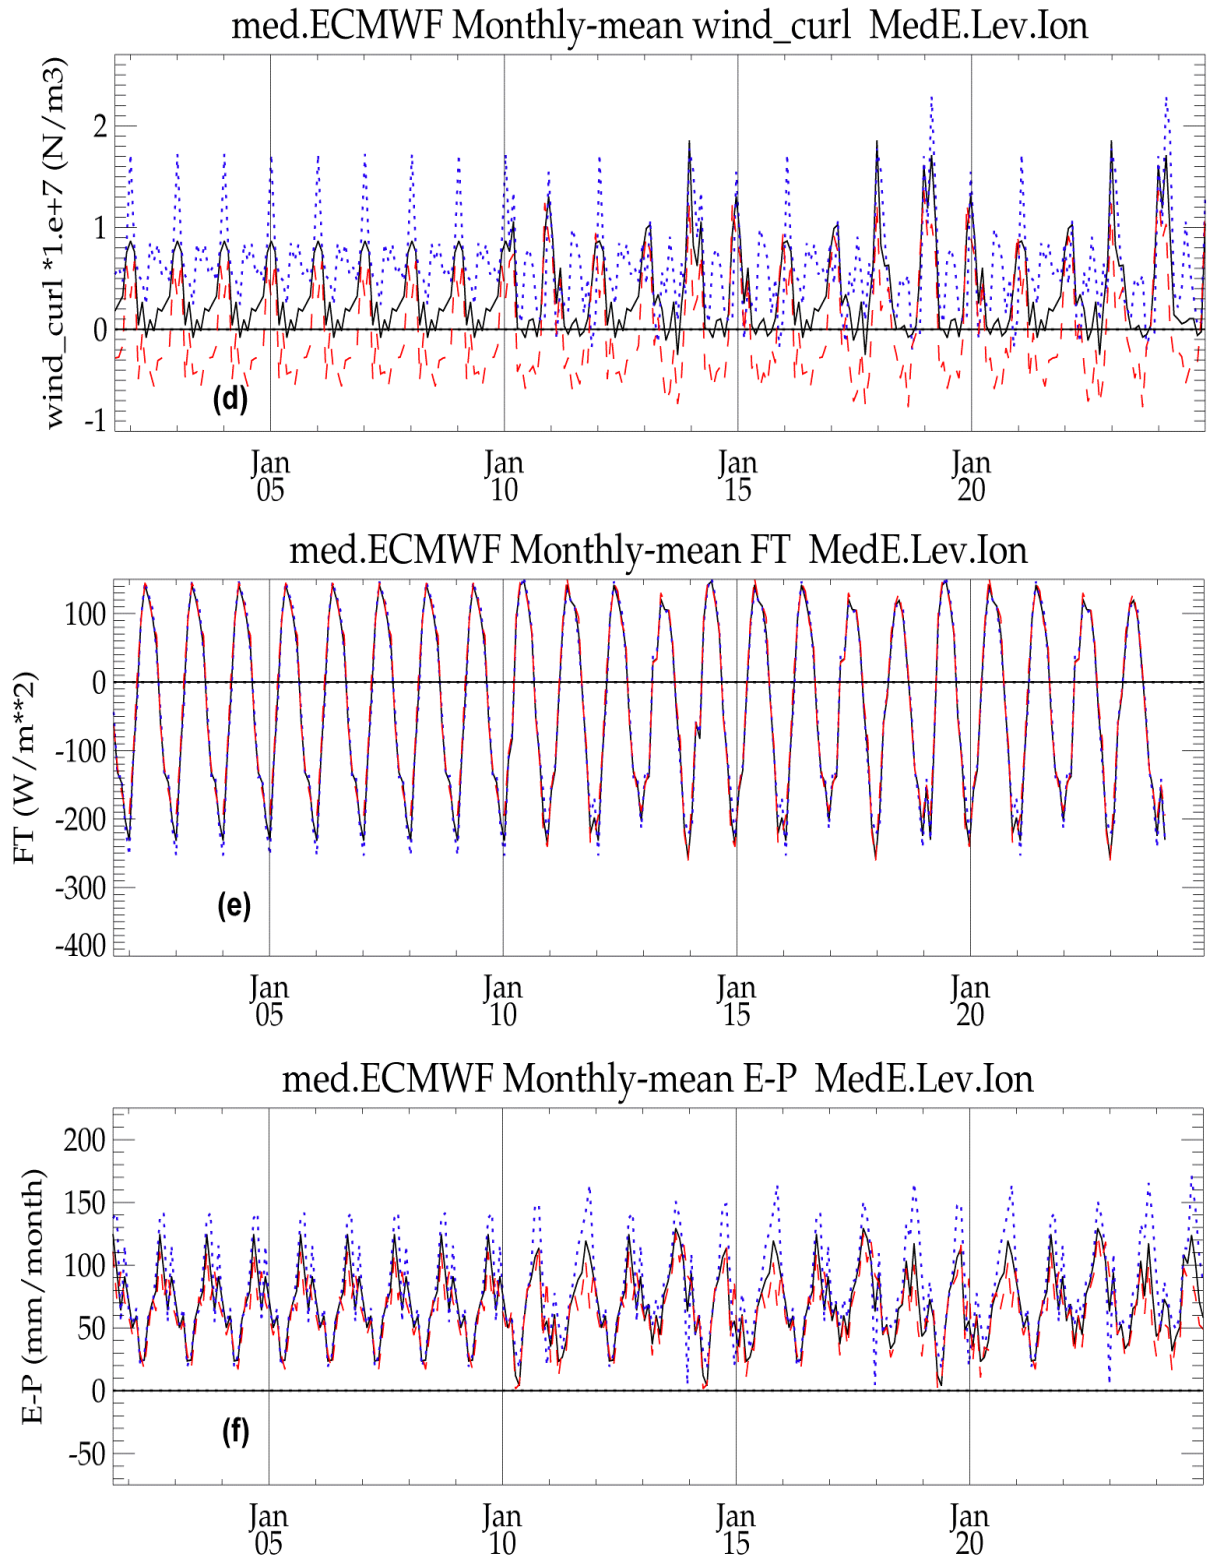 med.ECMWF Monthly-mean wind_curl MedE.Lev.Ion
wind_curl *1.e+7 (N/m3)
2
1
0
-1
(d)
Jan Jan Jan Jan
05 10 15 20
med.ECMWF Monthly-mean FT MedE.Lev.Ion
FT (W/m**2)
100
0
-100
-200
-300
-400
(e)
Jan Jan Jan Jan
05 10 15 20
med.ECMWF Monthly-mean E-P MedE.Lev.Ion
E-P (mm/month)
200
150
100
50
0
-50
(f)
Jan Jan Jan Jan
05 10 15 20